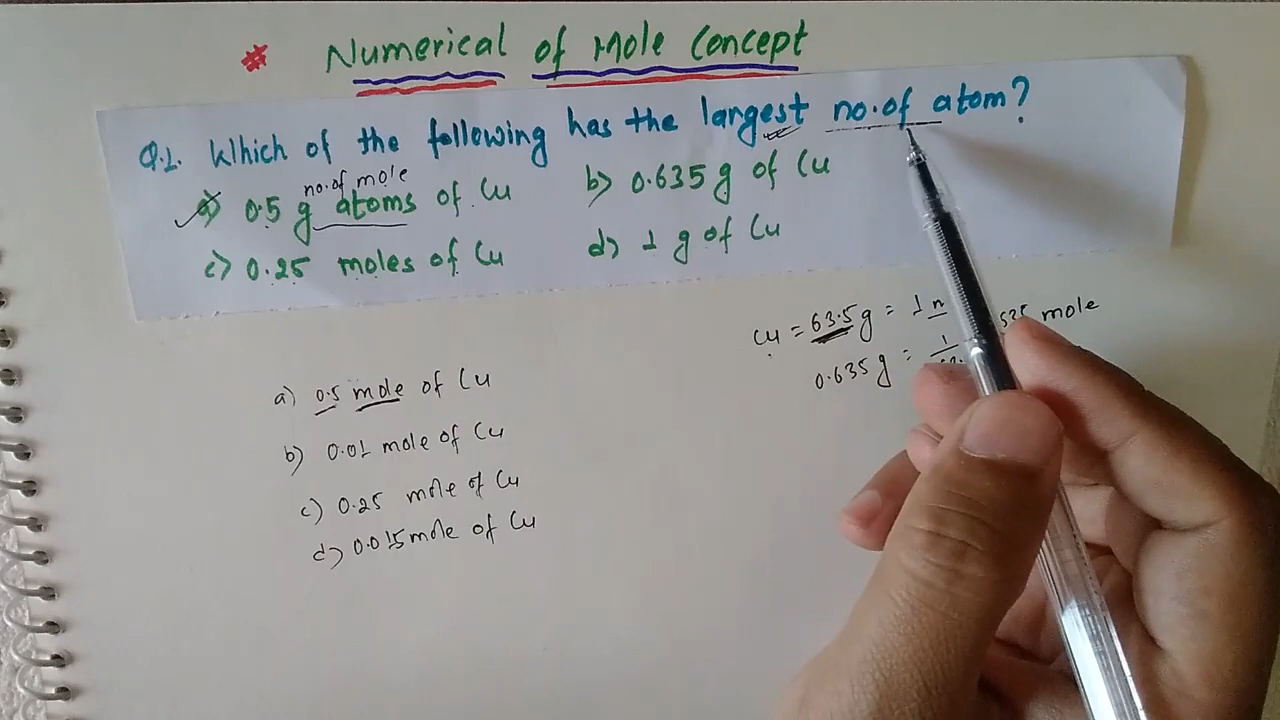 * Numerical of Mole Concept
Q.1. Which of the following has the largest no. of atom?
no. of mole
a) 0.5 g atoms of Cu b) 0.635 g of Cu
c) 0.25 moles of Cu d) 1 g of Cu
Cu = 63.5g = 1 n
0.635g = 1 mole
a) 0.5 mole of Cu
b) 0.01 mole of Cu
c) 0.25 mole of Cu
d) 0.015 mole of Cu